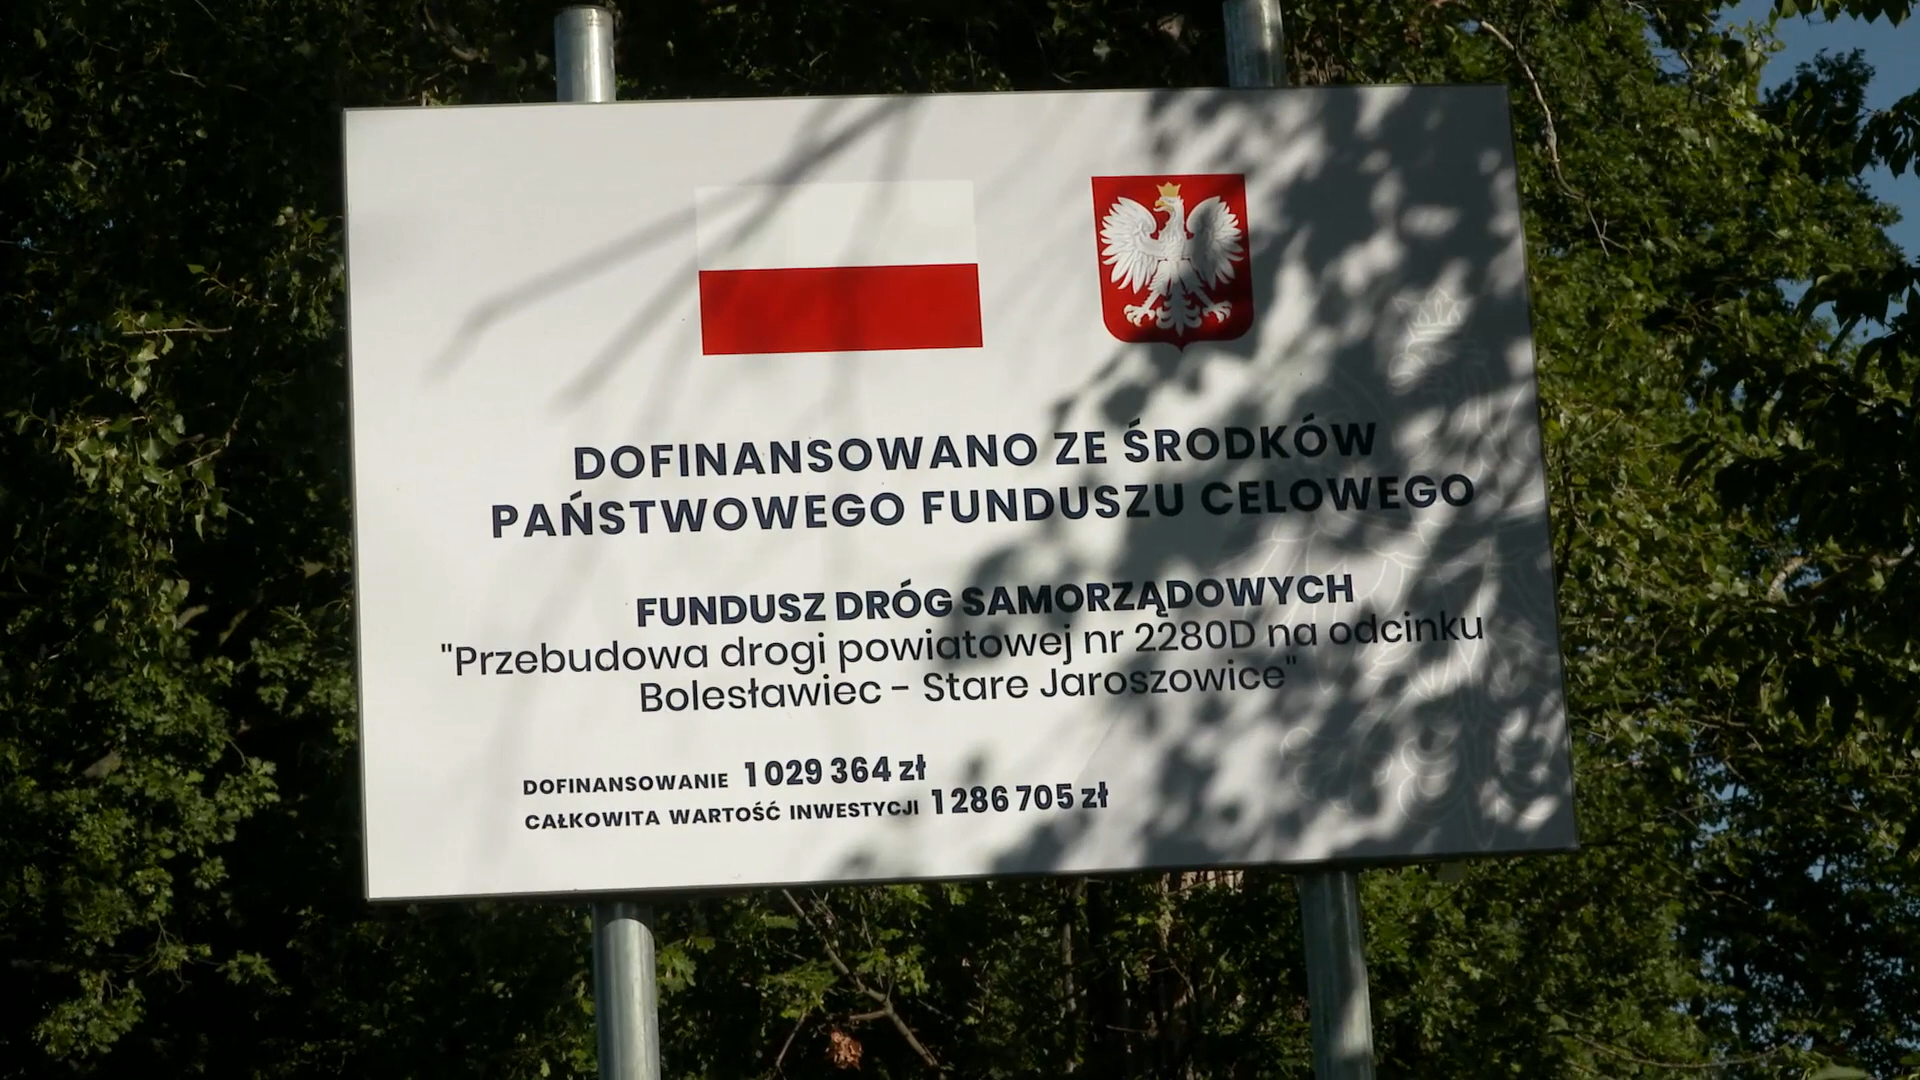 DOFINANSOWANO ZE ŚRODKÓW
PAŃSTWOWEGO FUNDUSZU CELOWEGO
FUNDUSZ DRÓG SAMORZĄDOWYCH
"Przebudowa drogi powiatowej nr 2280D na odcinku
Bolesławiec - Stare Jaroszowice"
DOFINANSOWANIE 1 029 364 zł
CAŁKOWITA WARTOŚĆ INWESTYCJI 1 286 705 zł